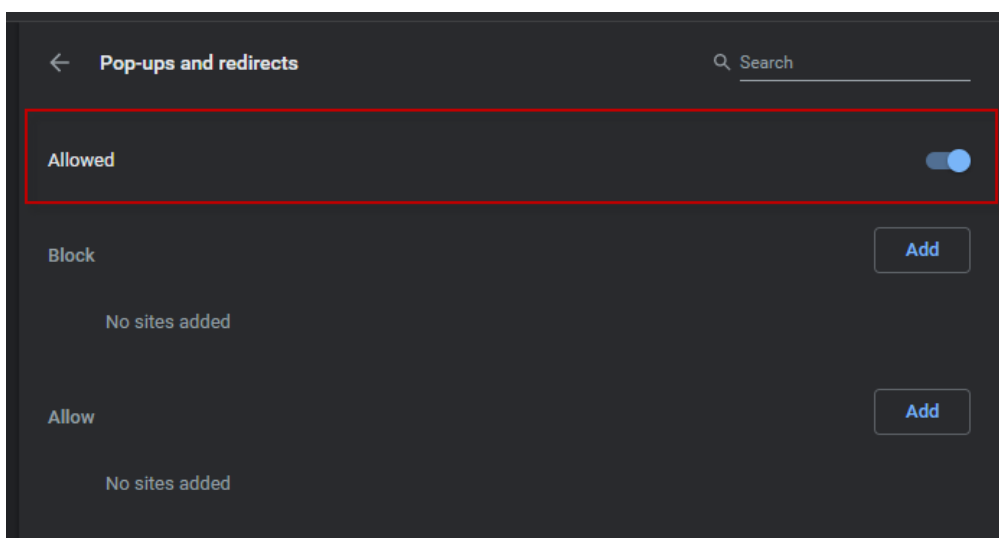 Pop-ups and redirects
Search
Allowed
Block
Add
No sites added
Allow
Add
No sites added